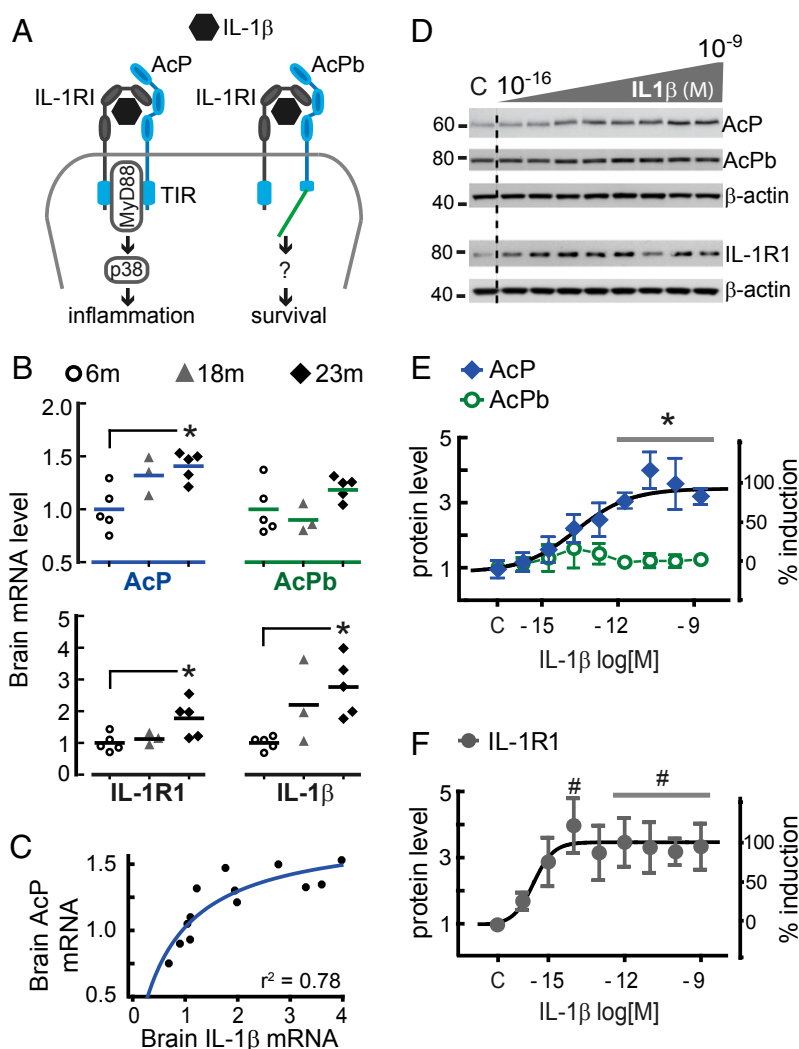 A
IL-1β
AcP
AcPb
IL-1RI
IL-1RI
MyD88
TIR
p38
?
inflammation
survival
B
6m 18m 23m
Brain mRNA level
2.0
1.5
1.0
0.5
*
AcP
AcPb
5
4
3
2
1
0
*
*
IL-1R1
IL-1β
C
Brain AcP
mRNA
1.5
1.0
0.5
r² = 0.78
0 1 2 3 4
Brain IL-1β mRNA
D
C 10⁻¹⁶ IL1β (M) 10⁻⁹
60 AcP
80 AcPb
40 β-actin
80 IL-1R1
40 β-actin
E
AcP
AcPb
*
protein level
5
3
1
100
50
0
% induction
C -15 -12 -9
IL-1β log[M]
F
IL-1R1
# #
protein level
5
3
1
100
50
0
% induction
C -15 -12 -9
IL-1β log[M]